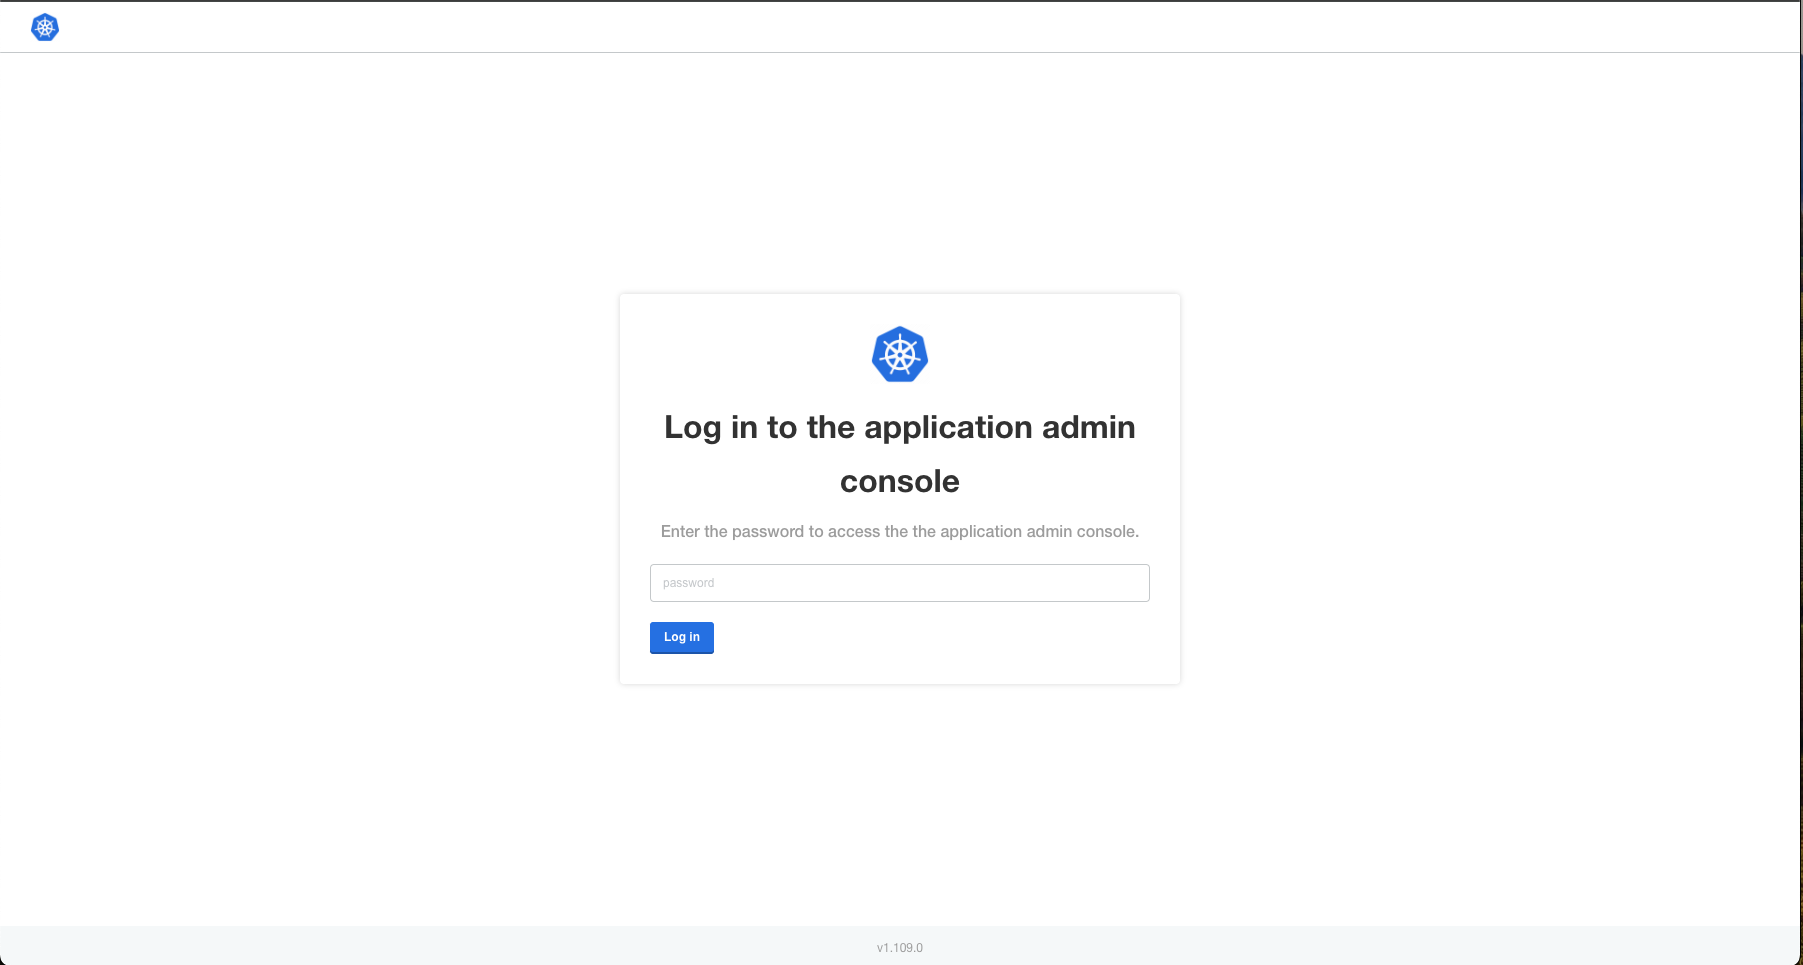 Log in to the application admin
console
Enter the password to access the the application admin console.
password
Log in
v1.109.0